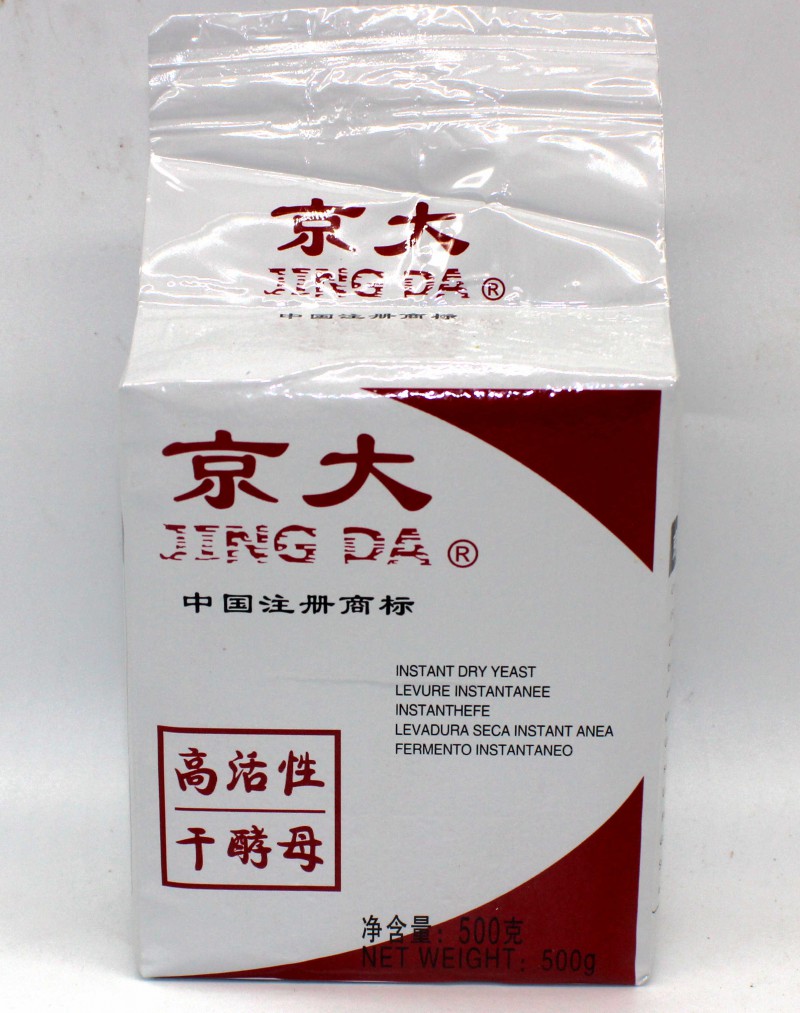 京大
JING DA ®
中国注册商标
京大
JING DA ®
中国注册商标
INSTANT DRY YEAST
LEVURE INSTANTANEE
INSTANTHEFE
LEVADURA SECA INSTANT ANEA
FERMENTO INSTANTANEO
高活性
干酵母
净含量：500克
NET WEIGHT：500g